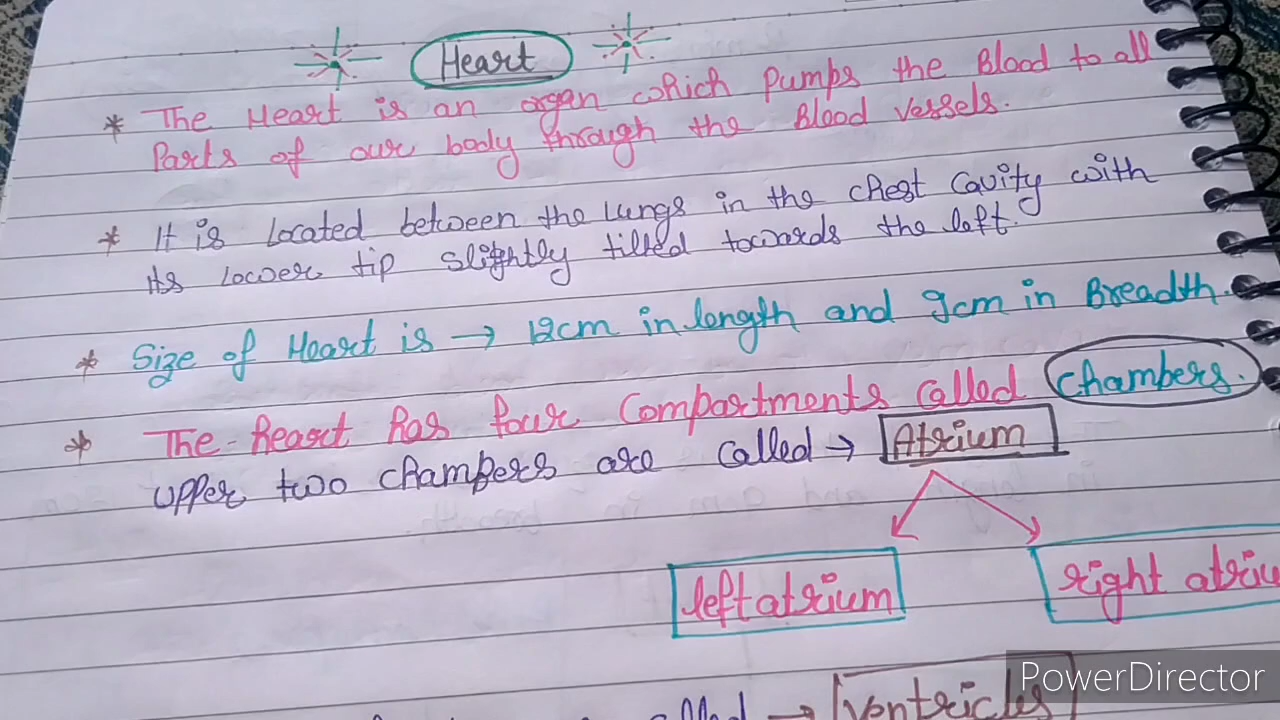 Heart
* The Heart is an organ which Pumps the Blood to all
Parts of our body through the Blood Vessels.
* It is Located between the Lungs in the Chest Cavity with
its Lower tip slightly tilted towards the left.
* Size of Heart is → 12cm in length and 9cm in Breadth.
* The Heart has four Compartments Called Chambers.
upper two Chambers are Called → Atrium
left atrium right atriu
alled → Ventricles
PowerDirector